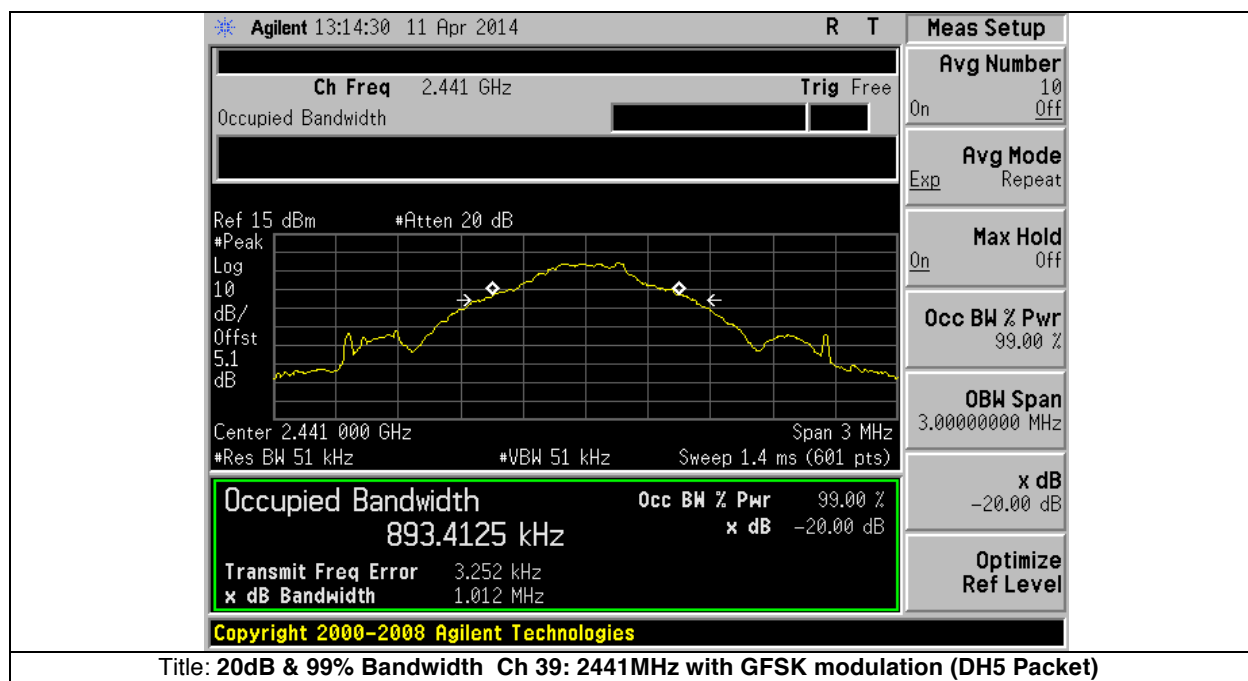 Agilent 13:14:30 11 Apr 2014 R T
Meas Setup
Ch Freq 2.441 GHz Trig Free
Occupied Bandwidth
Avg Number
10
On Off
Avg Mode
Exp Repeat
Max Hold
On Off
Occ BW % Pwr
99.00 %
OBW Span
3.00000000 MHz
x dB
-20.00 dB
Optimize
Ref Level
Ref 15 dBm #Atten 20 dB
#Peak
Log
10
dB/
Offst
5.1
dB
Center 2.441 000 GHz Span 3 MHz
#Res BW 51 kHz #VBW 51 kHz Sweep 1.4 ms (601 pts)
Occupied Bandwidth Occ BW % Pwr 99.00 %
893.4125 kHz x dB -20.00 dB
Transmit Freq Error 3.252 kHz
x dB Bandwidth 1.012 MHz
Copyright 2000-2008 Agilent Technologies
Title: 20dB & 99% Bandwidth Ch 39: 2441MHz with GFSK modulation (DH5 Packet)